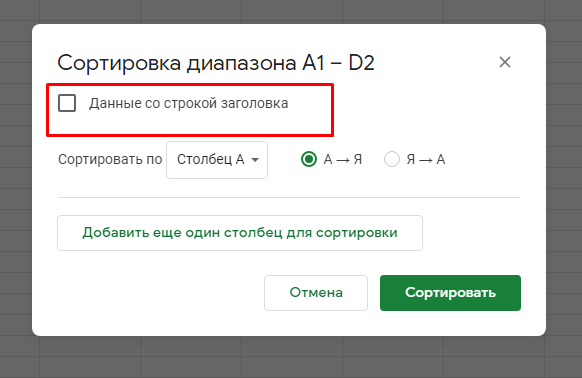 Сортировка диапазона A1 – D2
Данные со строкой заголовка
Сортировать по Столбец A А → Я Я → А
Добавить еще один столбец для сортировки
Отмена Сортировать